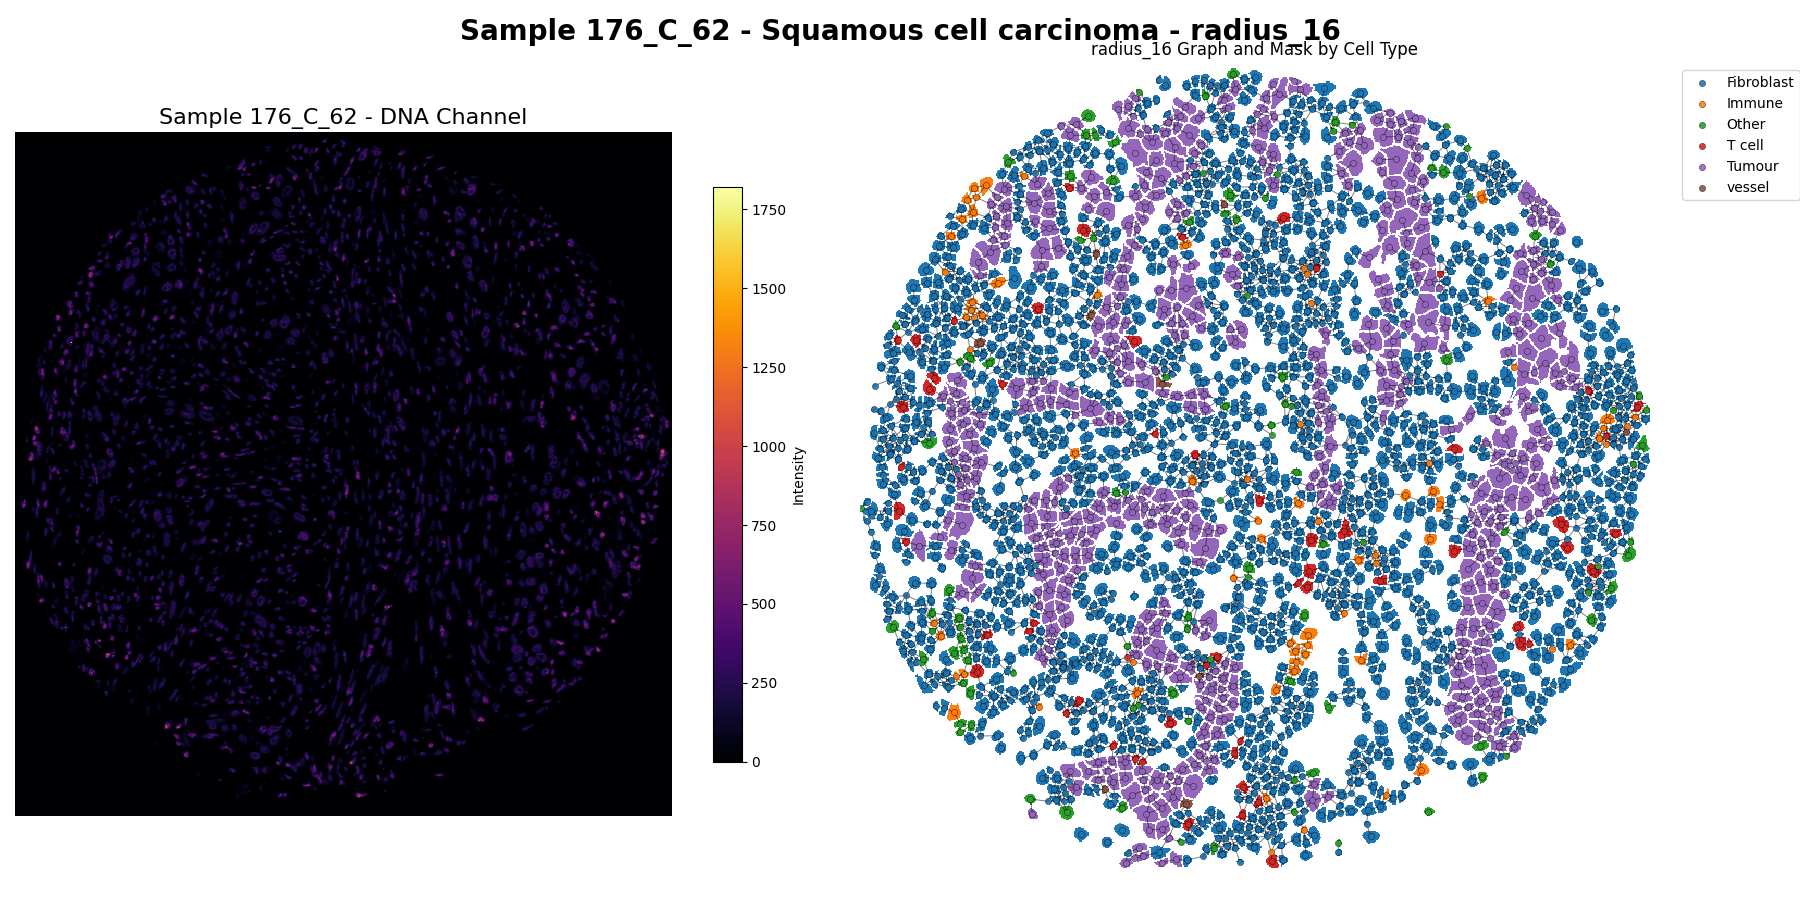 Sample 176_C_62 - Squamous cell carcinoma - radius_16
radius_16 Graph and Mask by Cell Type
Sample 176_C_62 - DNA Channel
1750
1500
1250
1000
750
500
250
0
Intensity
Fibroblast
Immune
Other
T cell
Tumour
vessel